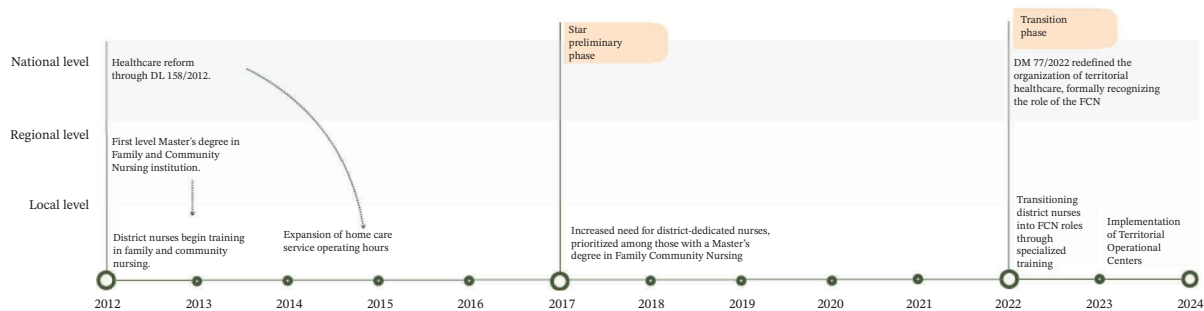 Star
preliminary
phase
Transition
phase
National level
Healthcare reform
through DL 158/2012.
DM 77/2022 redefined the
organization of territorial
healthcare, formally recognizing
the role of the FCN
Regional level
First level Master's degree in
Family and Community
Nursing institution.
Local level
District nurses begin training
in family and community
nursing.
Expansion of home care
service operating hours
Increased need for district-dedicated nurses,
prioritized among those with a Master's
degree in Family Community Nursing
Transitioning
district nurses
into FCN roles
through
specialized
training
Implementation
of Territorial
Operational
Centers
2012 2013 2014 2015 2016 2017 2018 2019 2020 2021 2022 2023 2024